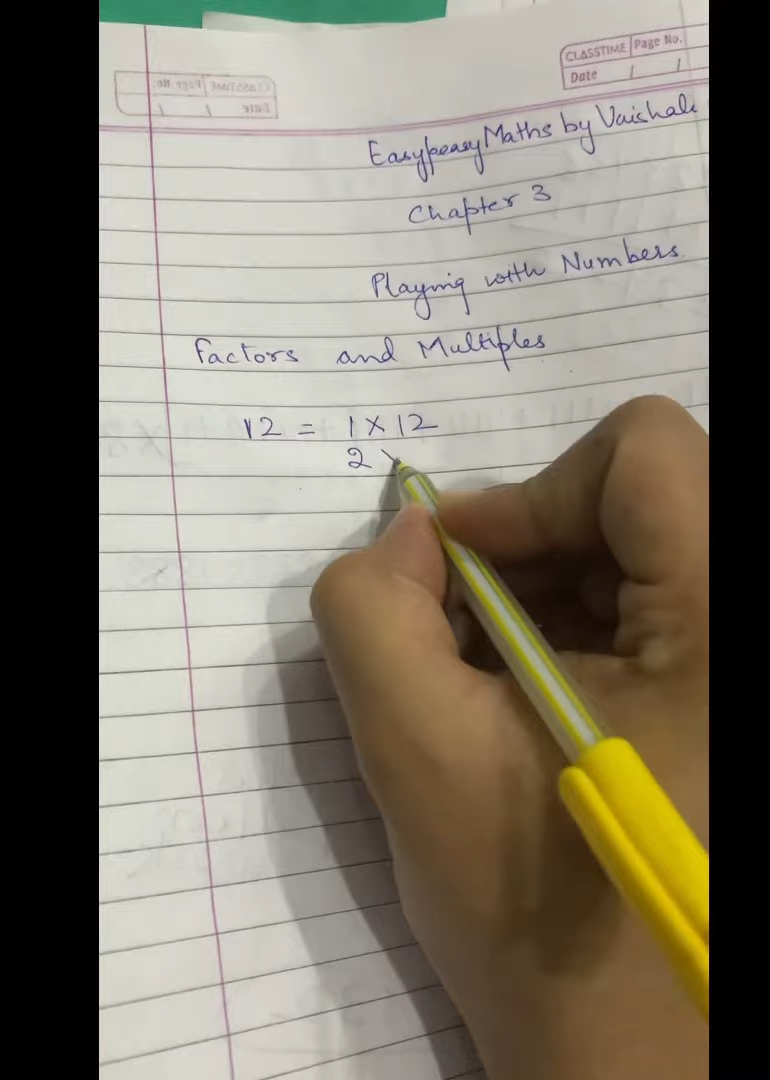 CLASSTIME Page No.
Date / /
Easypeasy Maths by Vaishali
Chapter 3
Playing with Numbers
Factors and Multiples
12 = 1 × 12
2 ×